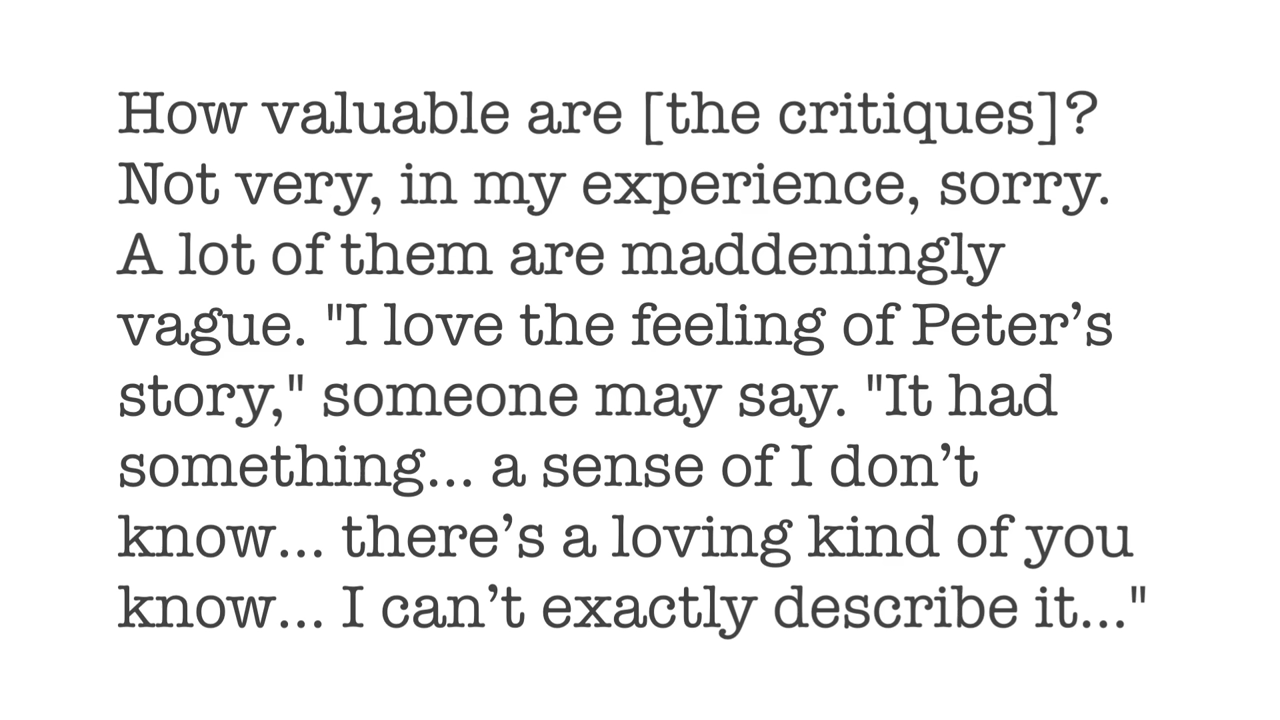 How valuable are [the critiques]?
Not very, in my experience, sorry.
A lot of them are maddeningly
vague. "I love the feeling of Peter’s
story," someone may say. "It had
something... a sense of I don’t
know... there’s a loving kind of you
know... I can’t exactly describe it..."